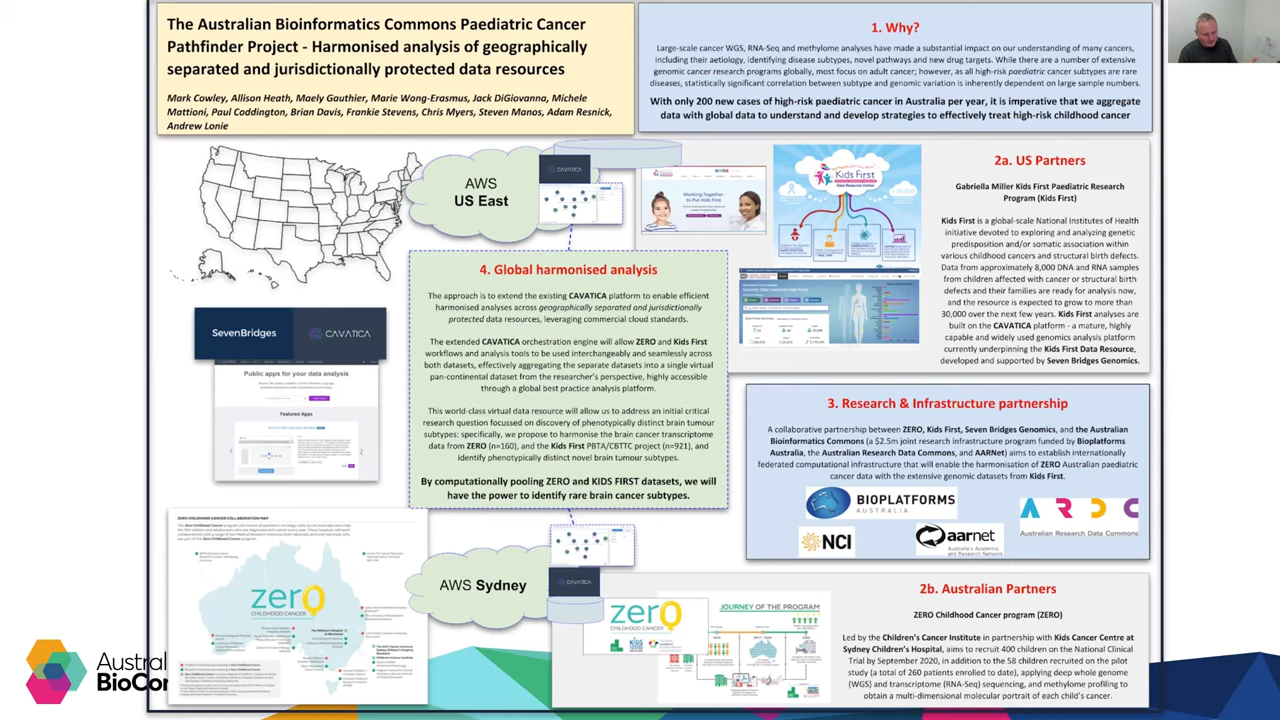 The Australian Bioinformatics Commons Paediatric Cancer
Pathfinder Project - Harmonised analysis of geographically
separated and jurisdictionally protected data resources
Mark Cowley, Allison Heath, Maely Gauthier, Marie Wong-Erasmus, Jack DiGiovanna, Michele
Mattioni, Paul Coddington, Brian Davis, Frankie Stevens, Chris Myers, Steven Manos, Adam Resnick,
Andrew Lonie
1. Why?
Large-scale cancer WGS, RNA-Seq and methylome analyses have made a substantial impact on our understanding of many cancers,
including their aetiology, identifying disease subtypes, novel pathways and new drug targets. While there are a number of extensive
genomic cancer research programs globally, most focus on adult cancer; however, as all high-risk paediatric cancer subtypes are rare
diseases, statistically significant correlation between subtype and genomic variation is inherently dependent on large sample numbers.
With only 200 new cases of high-risk paediatric cancer in Australia per year, it is imperative that we aggregate
data with global data to understand and develop strategies to effectively treat high-risk childhood cancer
AWS
US East
CAVATICA
Working Together
to Put Kids First
Kids First
2a. US Partners
Gabriella Miller Kids First Paediatric Research
Program (Kids First)
Kids First is a global-scale National Institutes of Health
initiative devoted to exploring and analyzing genetic
predisposition and/or somatic association within
various childhood cancers and structural birth defects.
Data from approximately 8,000 DNA and RNA samples
from children affected with cancer or structural birth
defects and their families are ready for analysis now,
and the resource is expected to grow to more than
30,000 over the next few years. Kids First analyses are
built on the CAVATICA platform - a mature, highly
capable and widely used genomics analysis platform
currently underpinning the Kids First Data Resource,
developed and supported by Seven Bridges Genomics.
4. Global harmonised analysis
The approach is to extend the existing CAVATICA platform to enable efficient
harmonised analyses across geographically separated and jurisdictionally
protected data resources, leveraging commercial cloud standards.
The extended CAVATICA orchestration engine will allow ZERO and Kids First
workflows and analysis tools to be used interchangeably and seamlessly across
both datasets, effectively aggregating the separate datasets into a single virtual
pan-continental dataset from the researcher's perspective, highly accessible
through a global best practice analysis platform.
This world-class virtual data resource will allow us to address an initial critical
research question focussed on discovery of phenotypically distinct brain tumour
subtypes: specifically, we propose to harmonise the brain cancer transcriptome
data from ZERO (n=160), and the Kids First PBTA/CBTTC project (n=921), and
identify phenotypically distinct novel brain tumour subtypes.
By computationally pooling ZERO and KIDS FIRST datasets, we will
have the power to identify rare brain cancer subtypes.
SevenBridges
CAVATICA
Public apps for your data analysis
Featured Apps
3. Research & Infrastructure partnership
A collaborative partnership between ZERO, Kids First, Seven Bridges Genomics, and the Australian
Bioinformatics Commons (a $2.5m joint research infrastructure program funded by Bioplatforms
Australia, the Australian Research Data Commons, and AARNet) aims to establish internationally
federated computational infrastructure that will enable the harmonisation of ZERO Australian paediatric
cancer data with the extensive genomic datasets from Kids First.
BIOPLATFORMS
AUSTRALIA
ARDC
Australian Research Data Commons
NCI
aarnet
Australia's Academic
and Research Network
ZERO CHILDHOOD CANCER COLLABORATION MAP
zero
CHILDHOOD CANCER
AWS Sydney
CAVATICA
zero
CHILDHOOD CANCER
JOURNEY OF THE PROGRAM
2b. Australian Partners
ZERO Childhood Cancer program (ZERO)
Led by the Children's Cancer Institute in partnership with Kids Cancer Centre at
Sydney Children's Hospital, aims to recruit 400 children on the national clinical
trial by Sep 2020, in addition to the 58 children recruited on the pilot
study (a total >260 patients enrolled to date), applying deep whole genome
(WGS) and transcriptome (RNA-Seq) sequencing, and methylome profiling to
obtain a multi-dimensional molecular portrait of each child's cancer.
Austral
BioCom